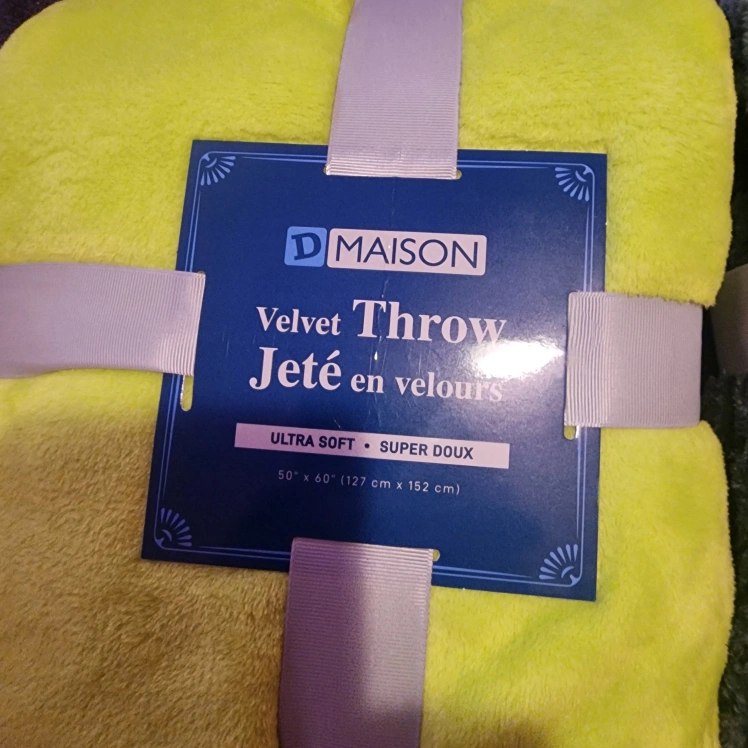 D MAISON
Velvet Throw
Jeté en velours
ULTRA SOFT • SUPER DOUX
50" x 60" (127 cm x 152 cm)